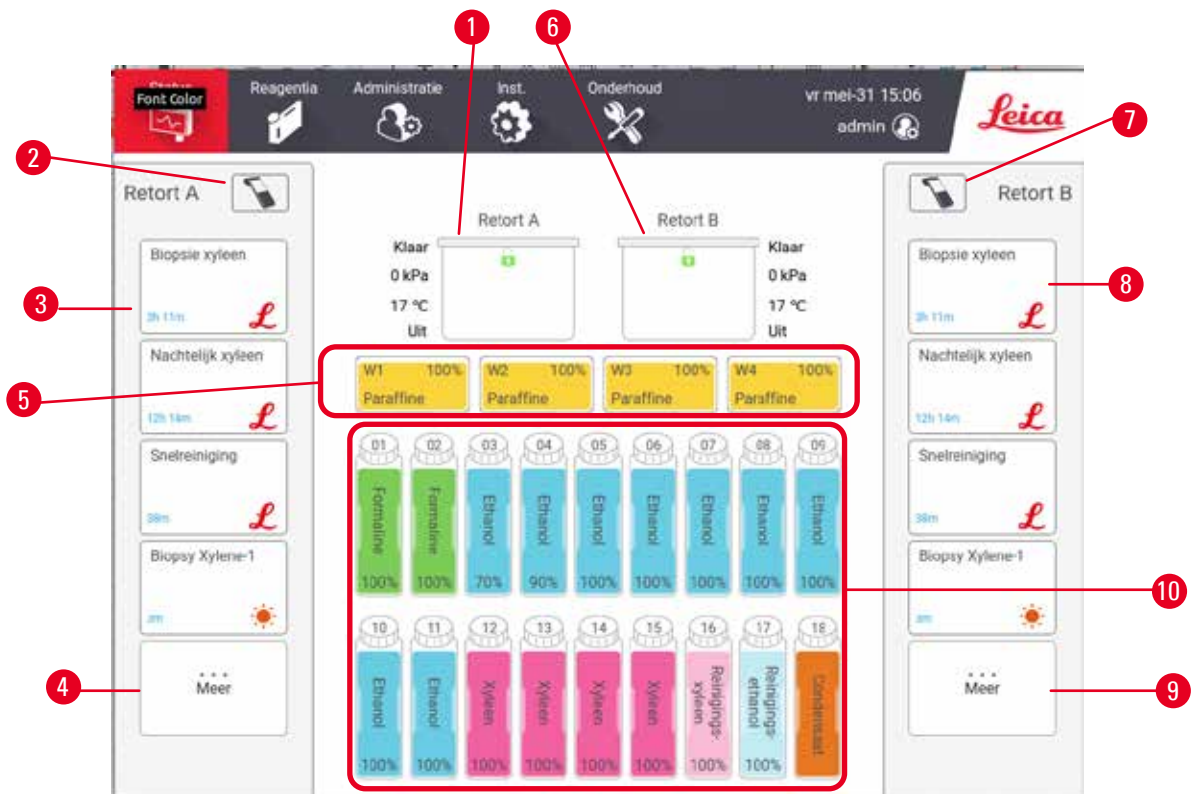 1
6
Status
Font Color
Reagentia
Administratie
Inst.
Onderhoud
vr mei-31 15:06
admin
Leica
7
2
Retort A
Retort B
Retort A
Retort B
Klaar
0 kPa
17 °C
Uit
Klaar
0 kPa
17 °C
Uit
3
Biopsie xyleen
3h 11m
Nachtelijk xyleen
12h 14m
Snelreiniging
38m
Biopsy Xylene-1
4
Meer
Biopsie xyleen
3h 11m
8
Nachtelijk xyleen
12h 14m
Snelreiniging
38m
Biopsy Xylene-1
Meer
9
5
W1 100%
Paraffine
W2 100%
Paraffine
W3 100%
Paraffine
W4 100%
Paraffine
01 02 03 04 05 06 07 08 09
Formaline Formaline Ethanol Ethanol Ethanol Ethanol Ethanol Ethanol Ethanol
100% 100% 70% 90% 100% 100% 100% 100% 100%
10
10 11 12 13 14 15 16 17 18
Ethanol Ethanol Xyleen Xyleen Xyleen Xyleen Reinigings-xyleen Reinigings-ethanol Condensaat
100% 100% 100% 100% 100% 100% 100% 100%